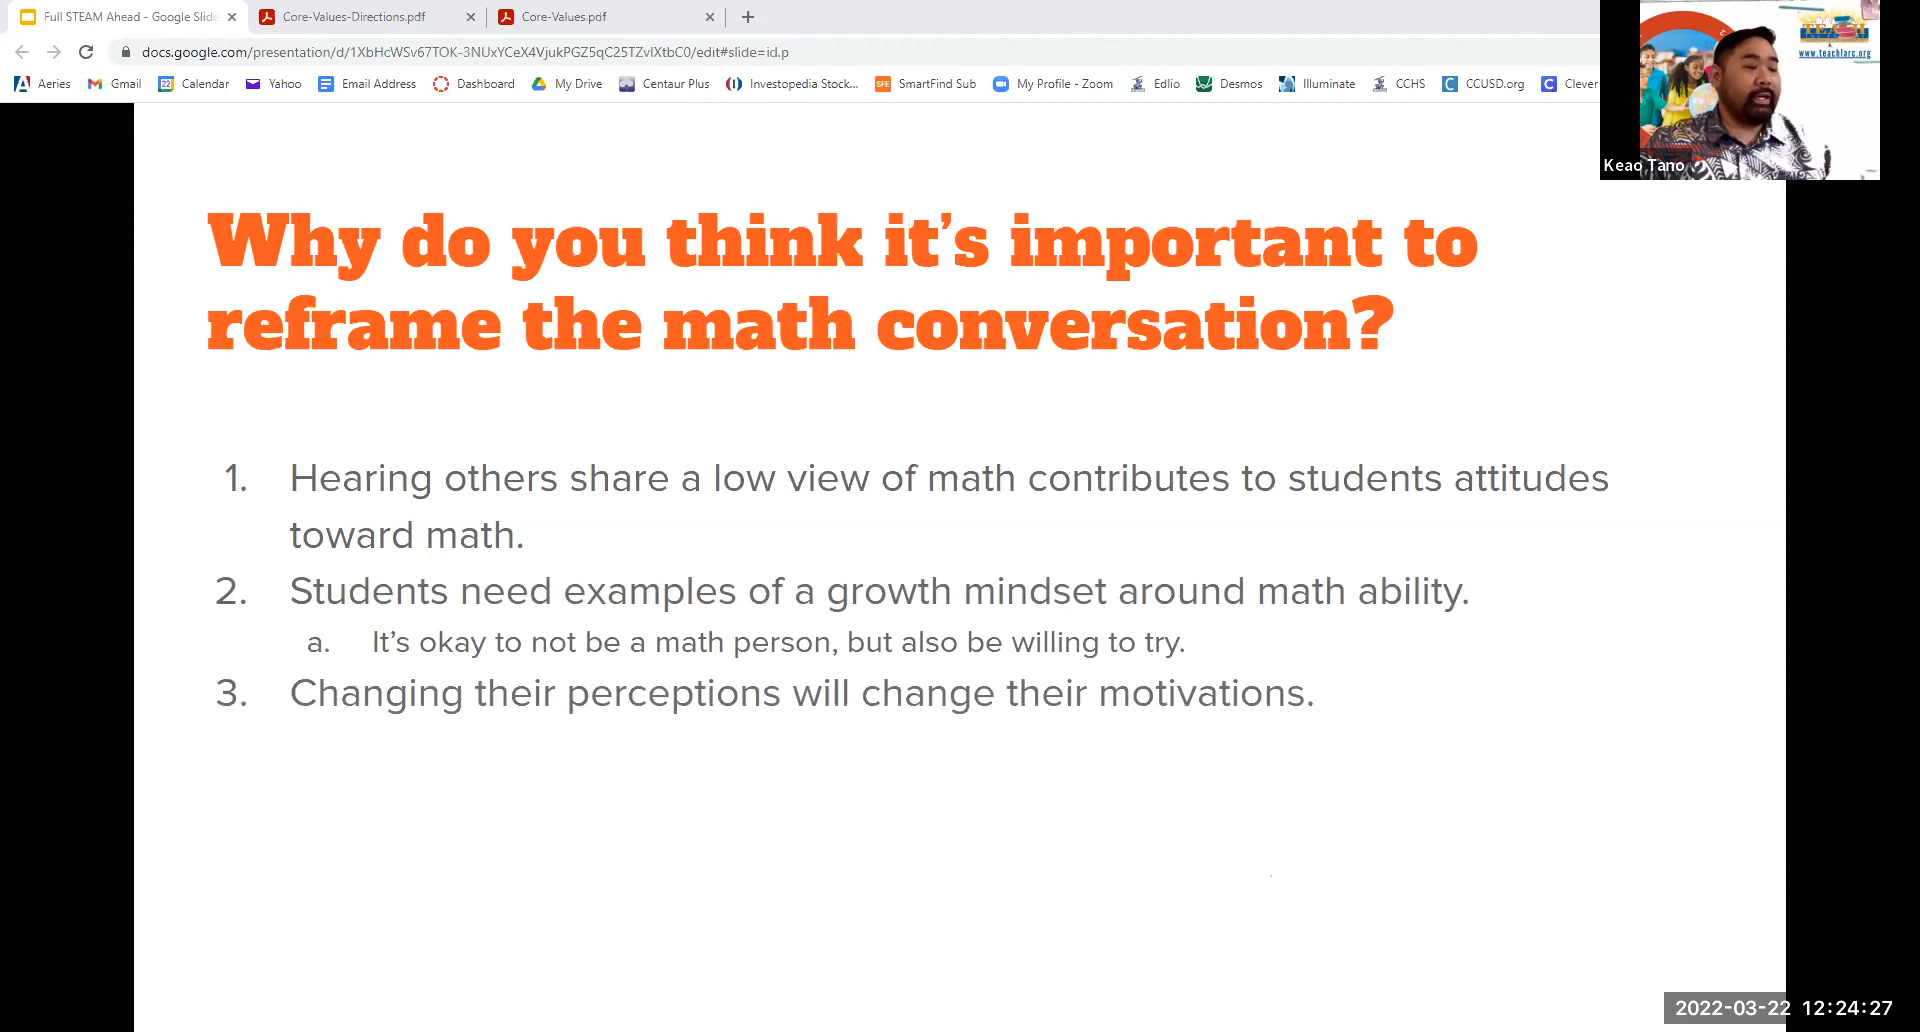 Full STEAM Ahead - Google Slide
Core-Values-Directions.pdf
Core-Values.pdf
docs.google.com/presentation/d/1XbHcWSv67TOK-3NUxYCeX4VjukPGZ5qC25TZvlXtbC0/edit#slide=id.p
Aeries
Gmail
22
Calendar
Yahoo
Email Address
Dashboard
My Drive
Centaur Plus
Investopedia Stock...
SFE
SmartFind Sub
My Profile - Zoom
Edlio
Desmos
Illuminate
CCHS
C
CCUSD.org
C
Clever
TEACH
www.teachlarc.org
Keao Tano
Why do you think it’s important to
reframe the math conversation?
1. Hearing others share a low view of math contributes to students attitudes
toward math.
2. Students need examples of a growth mindset around math ability.
a. It’s okay to not be a math person, but also be willing to try.
3. Changing their perceptions will change their motivations.
2022-03-22 12:24:27